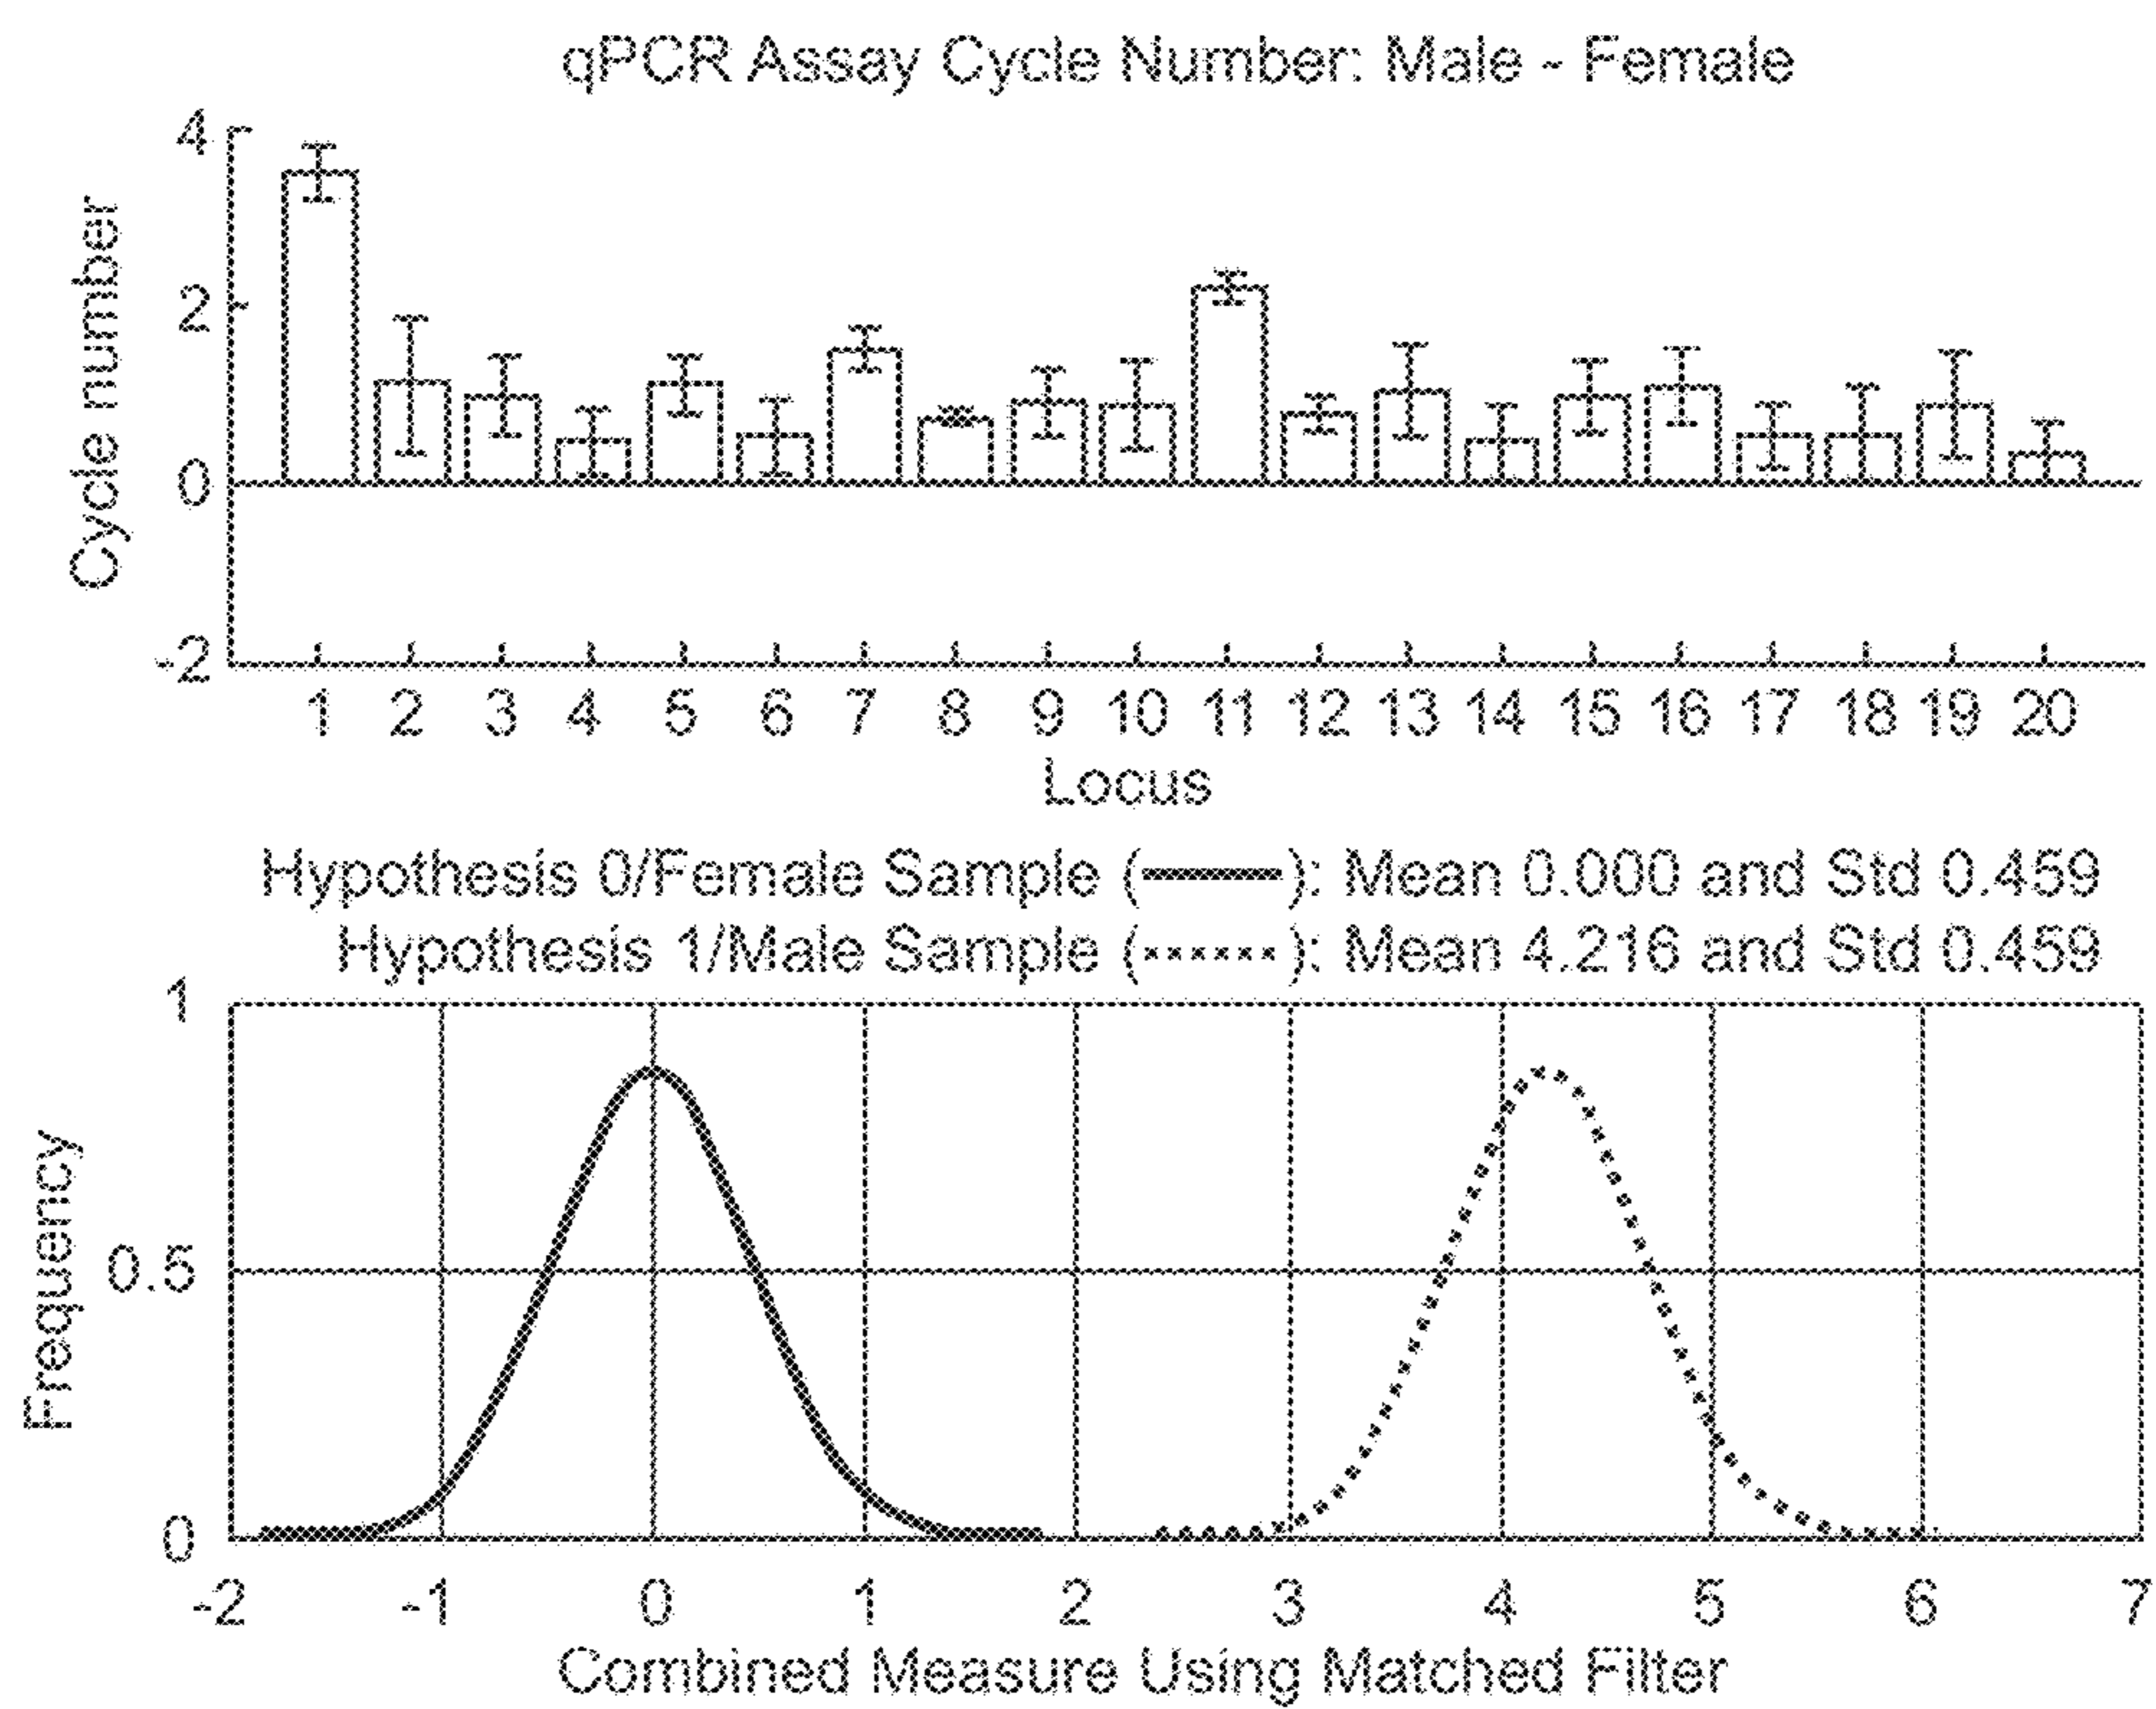 qPCR Assay Cycle Number: Male - Female
Cycle number
4
2
0
-2
1 2 3 4 5 6 7 8 9 10 11 12 13 14 15 16 17 18 19 20
Locus
Hypothesis 0/Female Sample (——): Mean 0.000 and Std 0.459
Hypothesis 1/Male Sample (······): Mean 4.216 and Std 0.459
Frequency
1
0.5
0
-2 -1 0 1 2 3 4 5 6 7
Combined Measure Using Matched Filter